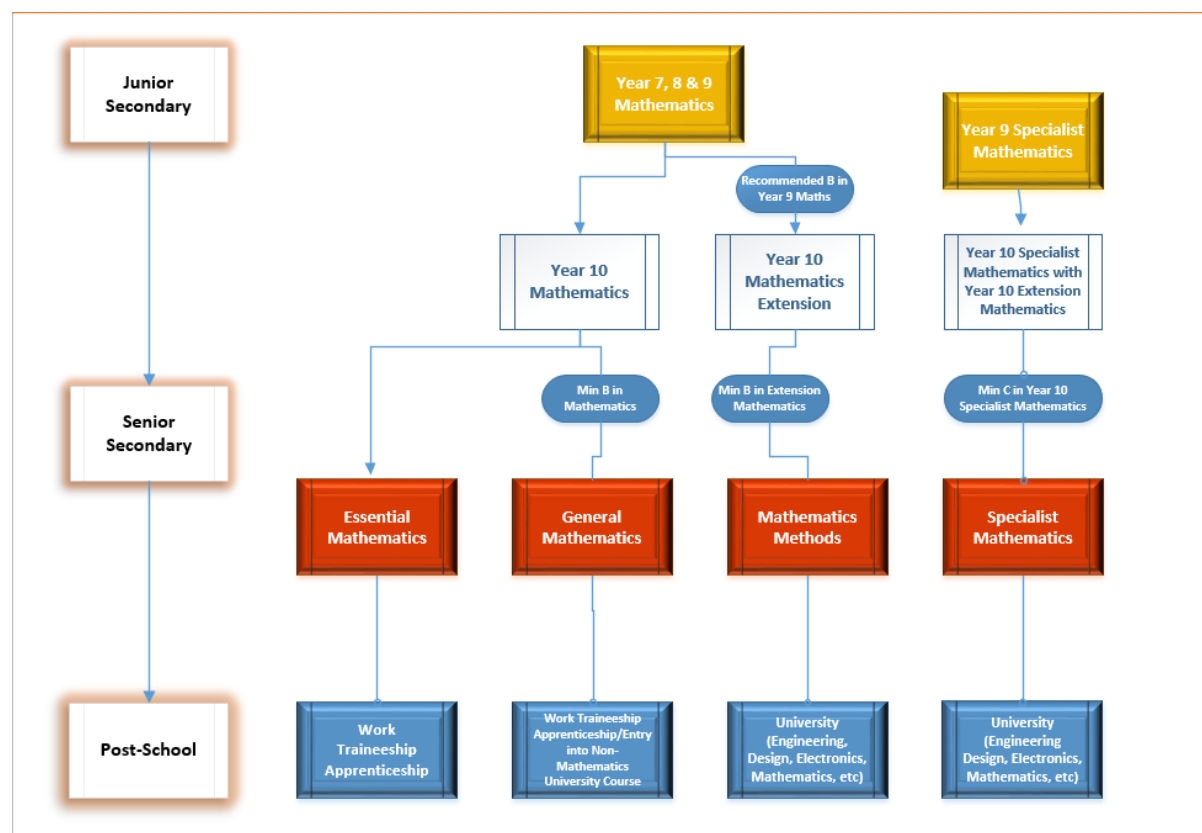 Junior
Secondary
Year 7, 8 & 9
Mathematics
Year 9 Specialist
Mathematics
Recommended B in
Year 9 Maths
Year 10
Mathematics
Year 10
Mathematics
Extension
Year 10 Specialist
Mathematics with
Year 10 Extension
Mathematics
Min B in
Mathematics
Min B in Extension
Mathematics
Min C in Year 10
Specialist Mathematics
Senior
Secondary
Essential
Mathematics
General
Mathematics
Mathematics
Methods
Specialist
Mathematics
Post-School
Work
Traineeship
Apprenticeship
Work Traineeship
Apprenticeship/Entry
into Non-
Mathematics
University Course
University
(Engineering,
Design, Electronics,
Mathematics, etc)
University
(Engineering
Design, Electronics,
Mathematics, etc)